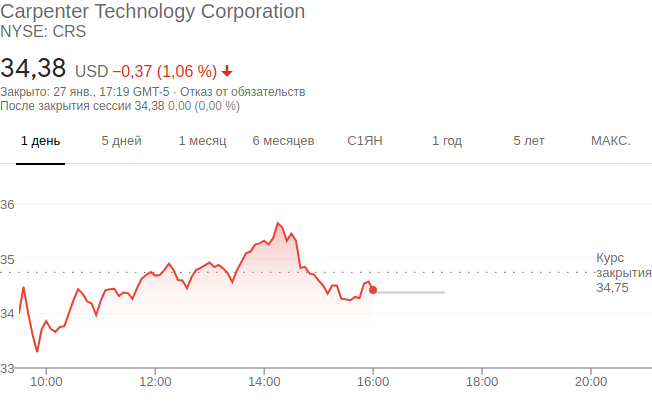 Carpenter Technology Corporation
NYSE: CRS
34,38 USD −0,37 (1,06 %)
Закрыто: 27 янв., 17:19 GMT-5 · Отказ от обязательств
После закрытия сессии 34,38 0,00 (0,00 %)
1 день 5 дней 1 месяц 6 месяцев С1ЯН 1 год 5 лет МАКС.
36
35
34
33
Курс
закрытия
34,75
10:00 12:00 14:00 16:00 18:00 20:00